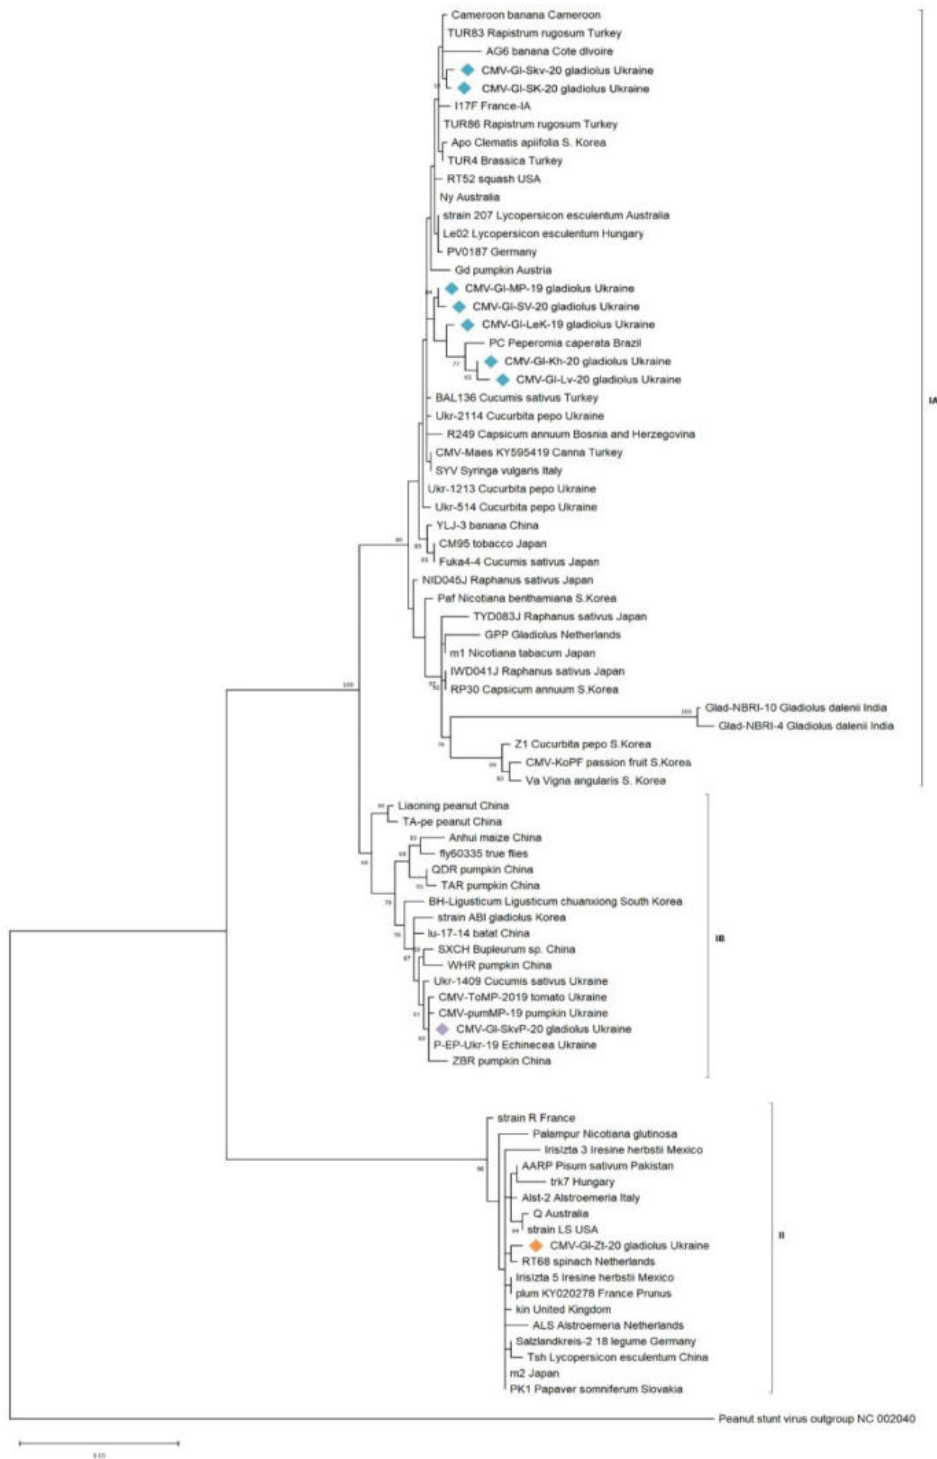 Cameroon banana Cameroon
TUR83 Rapistrum rugosum Turkey
AG6 banana Cote dIvoire
CMV-Gl-Skv-20 gladiolus Ukraine
CMV-Gl-SK-20 gladiolus Ukraine
I17F France-IA
TUR86 Rapistrum rugosum Turkey
Apo Clematis apiifolia S. Korea
TUR4 Brassica Turkey
RT52 squash USA
Ny Australia
strain 207 Lycopersicon esculentum Australia
Le02 Lycopersicon esculentum Hungary
PV0187 Germany
Gd pumpkin Austria
CMV-Gl-MP-19 gladiolus Ukraine
CMV-Gl-SV-20 gladiolus Ukraine
CMV-Gl-LeK-19 gladiolus Ukraine
PC Peperomia caperata Brazil
77
CMV-Gl-Kh-20 gladiolus Ukraine
CMV-Gl-Lv-20 gladiolus Ukraine
BAL136 Cucumis sativus Turkey
IA
Ukr-2114 Cucurbita pepo Ukraine
R249 Capsicum annuum Bosnia and Herzegovina
CMV-Maes KY595419 Canna Turkey
SYV Syringa vulgaris Italy
Ukr-1213 Cucurbita pepo Ukraine
Ukr-514 Cucurbita pepo Ukraine
YLJ-3 banana China
CM95 tobacco Japan
Fuka4-4 Cucumis sativus Japan
NID045J Raphanus sativus Japan
Paf Nicotiana benthamiana S.Korea
TYD083J Raphanus sativus Japan
GPP Gladiolus Netherlands
m1 Nicotiana tabacum Japan
IWD041J Raphanus sativus Japan
RP30 Capsicum annuum S.Korea
100
Glad-NBRI-10 Gladiolus dalenii India
Glad-NBRI-4 Gladiolus dalenii India
Z1 Cucurbita pepo S.Korea
CMV-KoPF passion fruit S.Korea
Va Vigna angularis S. Korea
Liaoning peanut China
TA-pe peanut China
Anhui maize China
fly60335 true flies
QDR pumpkin China
TAR pumpkin China
BH-Ligusticum Ligusticum chuanxiong South Korea
strain ABI gladiolus Korea
lu-17-14 batat China
IB
SXCH Bupleurum sp. China
WHR pumpkin China
Ukr-1409 Cucumis sativus Ukraine
CMV-ToMP-2019 tomato Ukraine
CMV-pumMP-19 pumpkin Ukraine
CMV-Gl-SkvP-20 gladiolus Ukraine
P-EP-Ukr-19 Echinecea Ukraine
ZBR pumpkin China
strain R France
Palampur Nicotiana glutinosa
Irislzta 3 Iresine herbstii Mexico
AARP Pisum sativum Pakistan
trk7 Hungary
Alst-2 Alstroemeria Italy
Q Australia
strain LS USA
II
CMV-Gl-Zt-20 gladiolus Ukraine
RT68 spinach Netherlands
Irislzta 5 Iresine herbstii Mexico
plum KY020278 France Prunus
kin United Kingdom
ALS Alstroemeria Netherlands
Salzlandkreis-2 18 legume Germany
Tsh Lycopersicon esculentum China
m2 Japan
PK1 Papaver somniferum Slovakia
Peanut stunt virus outgroup NC 002040